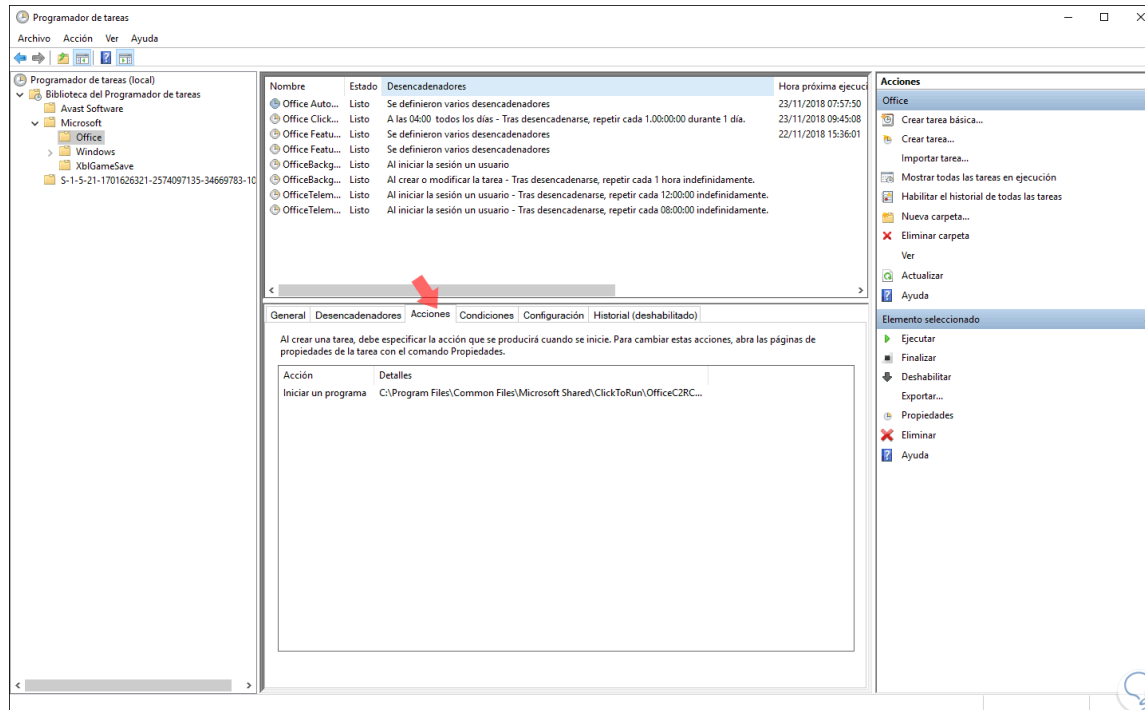 Programador de tareas
Archivo Acción Ver Ayuda
Programador de tareas (local)
Biblioteca del Programador de tareas
Avast Software
Microsoft
Office
Windows
XblGameSave
S-1-5-21-1701626321-2574097135-34669783-10
Nombre Estado Desencadenadores Hora próxima ejecuci
Office Auto... Listo Se definieron varios desencadenadores 23/11/2018 07:57:50
Office Click... Listo A las 04:00 todos los días - Tras desencadenarse, repetir cada 1.00:00:00 durante 1 día. 23/11/2018 09:45:08
Office Featu... Listo Se definieron varios desencadenadores 22/11/2018 15:36:01
Office Featu... Listo Se definieron varios desencadenadores
OfficeBackg... Listo Al iniciar la sesión un usuario
OfficeBackg... Listo Al crear o modificar la tarea - Tras desencadenarse, repetir cada 1 hora indefinidamente.
OfficeTelem... Listo Al iniciar la sesión un usuario - Tras desencadenarse, repetir cada 12:00:00 indefinidamente.
OfficeTelem... Listo Al iniciar la sesión un usuario - Tras desencadenarse, repetir cada 08:00:00 indefinidamente.
General Desencadenadores Acciones Condiciones Configuración Historial (deshabilitado)
Al crear una tarea, debe especificar la acción que se producirá cuando se inicie. Para cambiar estas acciones, abra las páginas de
propiedades de la tarea con el comando Propiedades.
Acción Detalles
Iniciar un programa C:\Program Files\Common Files\Microsoft Shared\ClickToRun\OfficeC2RC...
Acciones
Office
Crear tarea básica...
Crear tarea...
Importar tarea...
Mostrar todas las tareas en ejecución
Habilitar el historial de todas las tareas
Nueva carpeta...
Eliminar carpeta
Ver
Actualizar
Ayuda
Elemento seleccionado
Ejecutar
Finalizar
Deshabilitar
Exportar...
Propiedades
Eliminar
Ayuda